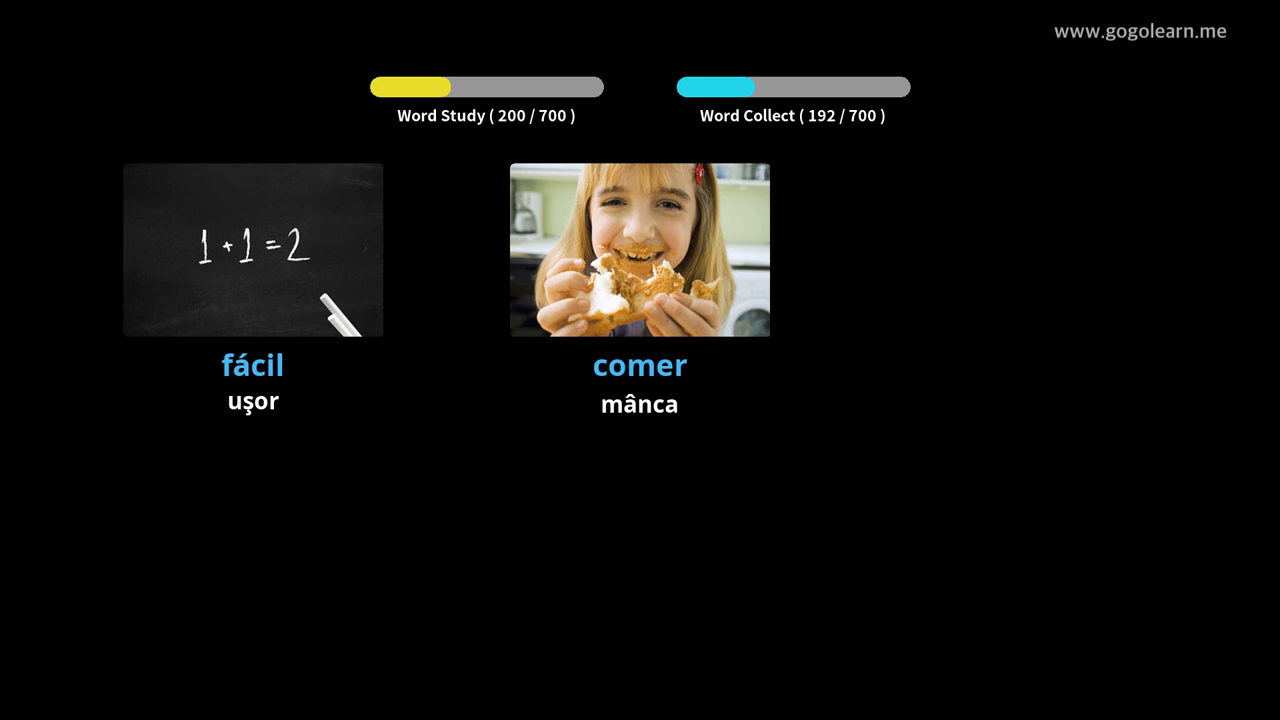 www.gogolearn.me
Word Study ( 200 / 700 )
Word Collect ( 192 / 700 )
1 + 1 = 2
fácil
uşor
comer
mânca